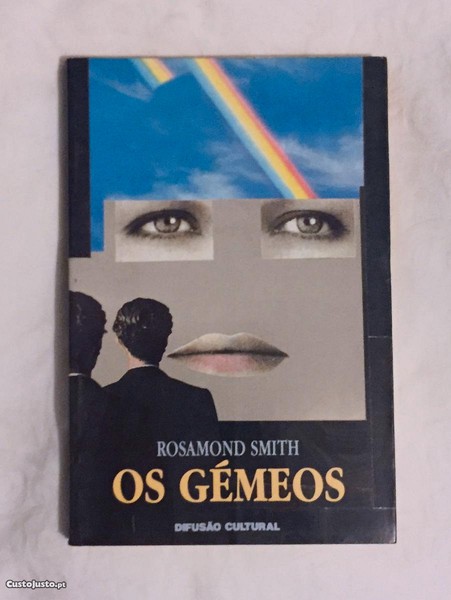 ROSAMOND SMITH
OS GÉMEOS
DIFUSÃO CULTURAL
CustoJusto.pt